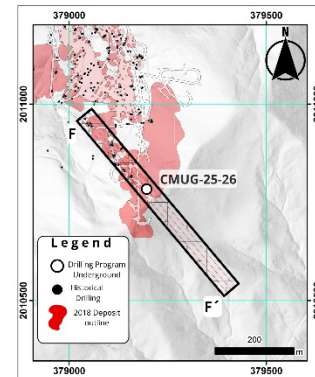 379000
379500
2011000
F
CMUG-25-26
Legend
Drilling Program
Underground
Historical
Drilling
2018 Deposit
outline
2010500
F´
200
m
379000
379500